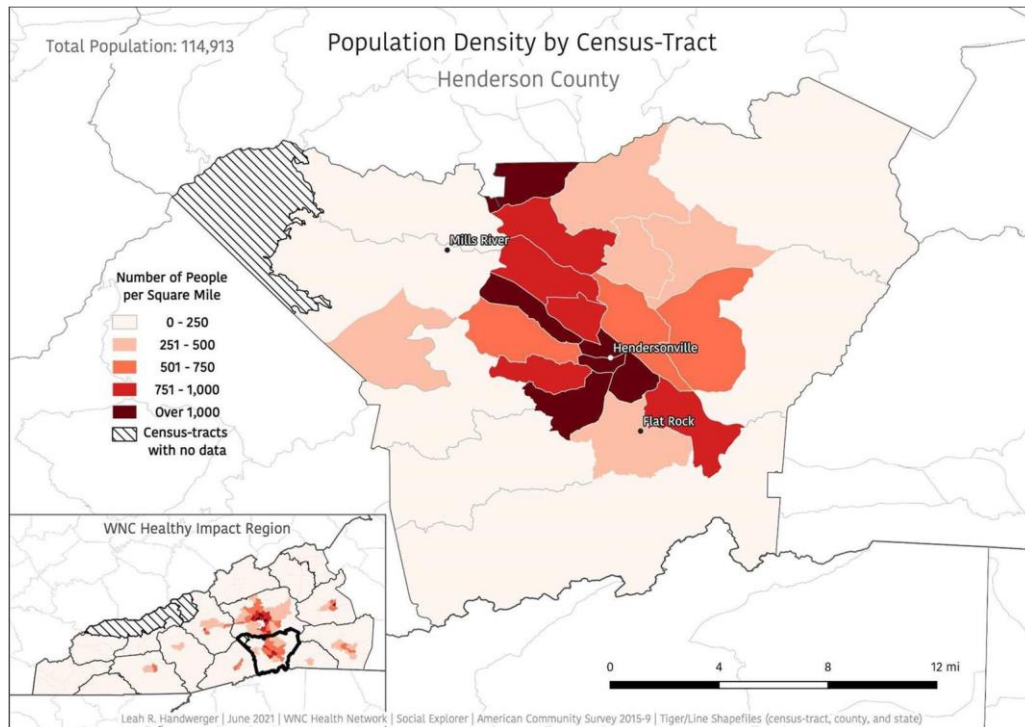 Total Population: 114,913
Population Density by Census-Tract
Henderson County
Mills River
Hendersonville
Flat Rock
Number of People
per Square Mile
0 - 250
251 - 500
501 - 750
751 - 1,000
Over 1,000
Census-tracts
with no data
WNC Healthy Impact Region
0 4 8 12 mi
Leah R. Handwerger | June 2021 | WNC Health Network | Social Explorer | American Community Survey 2015-9 | Tiger/Line Shapefiles (census-tract, county, and state)